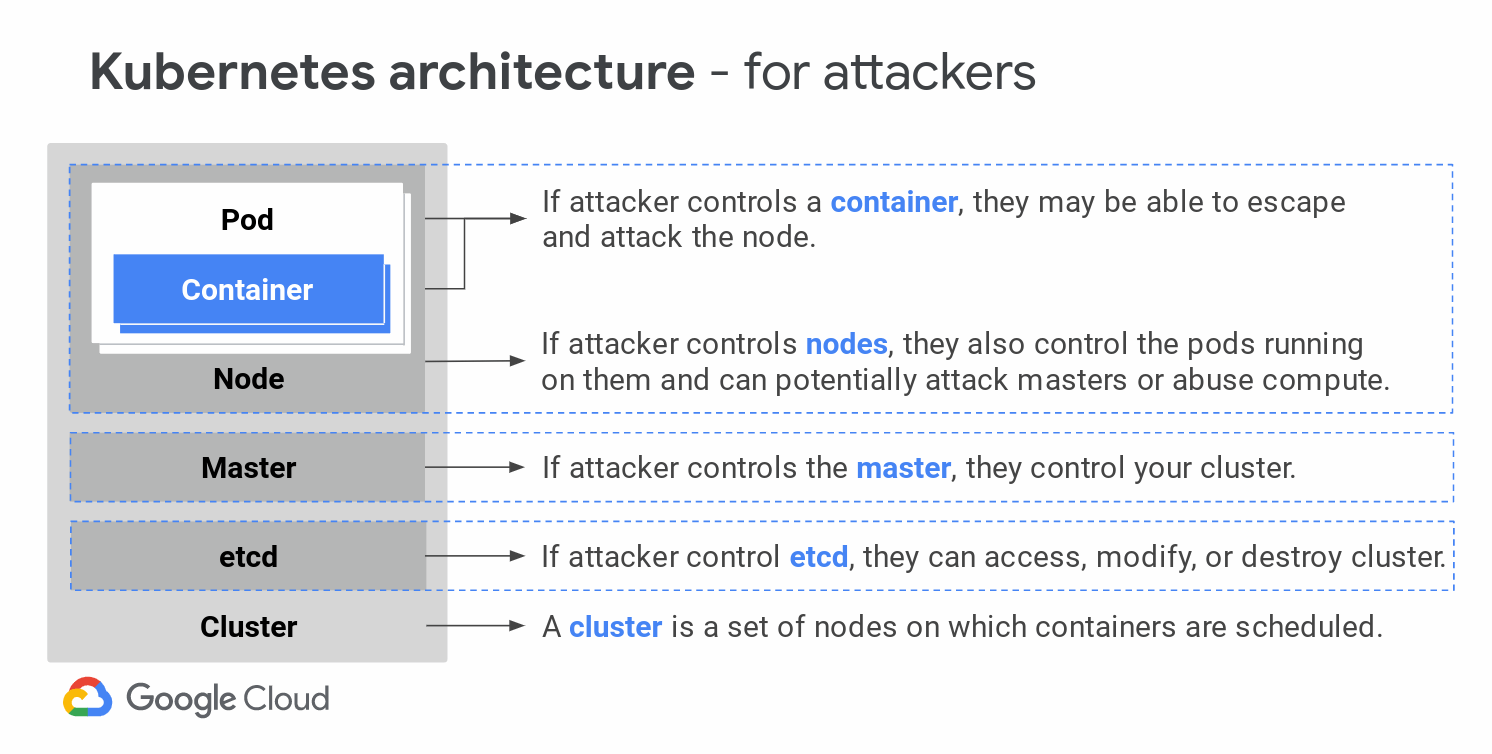 Kubernetes architecture - for attackers
Pod
Container
If attacker controls a container, they may be able to escape
and attack the node.
Node
If attacker controls nodes, they also control the pods running
on them and can potentially attack masters or abuse compute.
Master
If attacker controls the master, they control your cluster.
etcd
If attacker control etcd, they can access, modify, or destroy cluster.
Cluster
A cluster is a set of nodes on which containers are scheduled.
Google Cloud